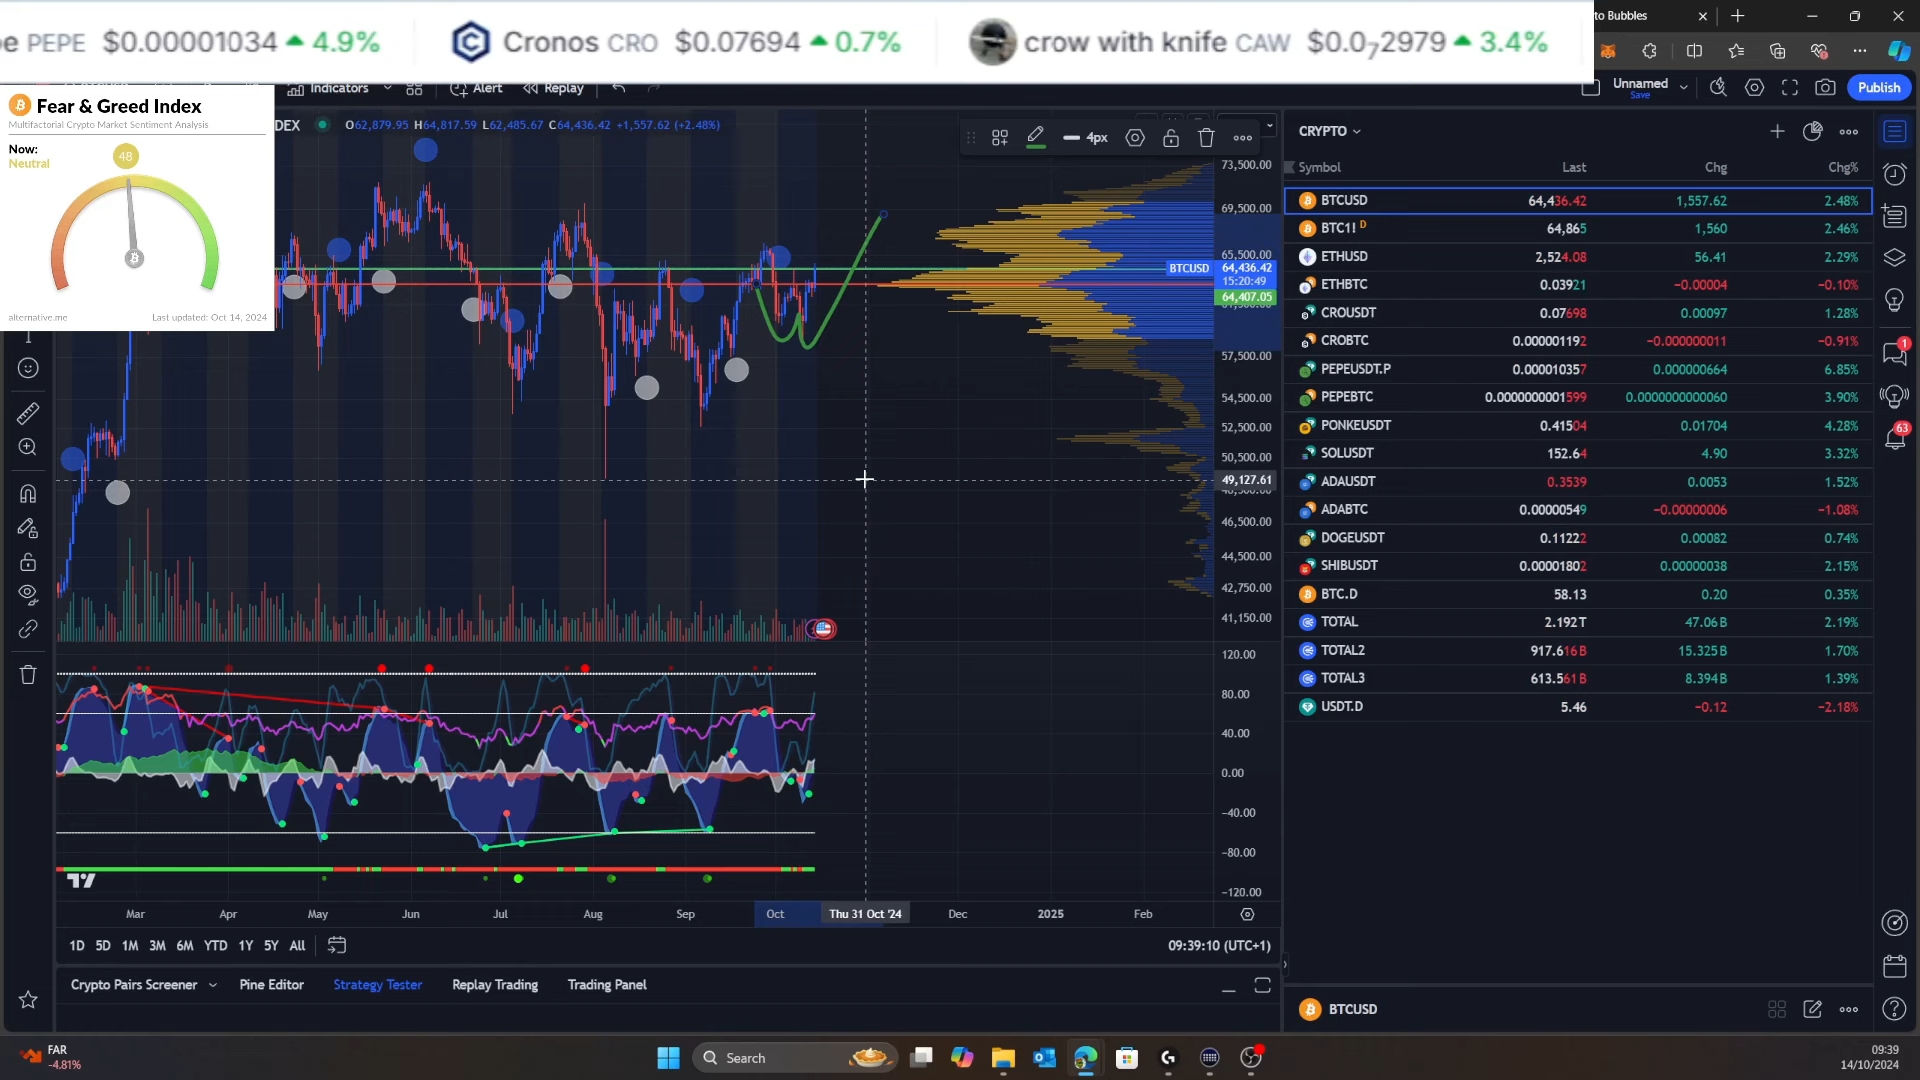 PEPE $0.00001034 4.9% Cronos CRO $0.07694 0.7% crow with knife CAW $0.0₇2979 3.4%
to Bubbles
Indicators Alert Replay
Unnamed
Save
Publish
Fear & Greed Index
Multifactorial Crypto Market Sentiment Analysis
Now:
Neutral
48
alternative.me Last updated: Oct 14, 2024
DEX O62,879.95 H64,817.59 L62,485.67 C64,436.42 +1,557.62 (+2.48%)
4px
73,500.00
69,500.00
65,500.00
BTCUSD 64,436.42
15:20:49
64,407.05
57,500.00
54,500.00
52,500.00
50,500.00
49,127.61
46,500.00
44,500.00
42,750.00
41,150.00
120.00
80.00
40.00
0.00
−40.00
−80.00
−120.00
Mar Apr May Jun Jul Aug Sep Oct Thu 31 Oct '24 Dec 2025 Feb
1D 5D 1M 3M 6M YTD 1Y 5Y All 09:39:10 (UTC+1)
Crypto Pairs Screener Pine Editor Strategy Tester Replay Trading Trading Panel
CRYPTO
Symbol Last Chg Chg%
BTCUSD 64,436.42 1,557.62 2.48%
BTC1! D 64,865 1,560 2.46%
ETHUSD 2,524.08 56.41 2.29%
ETHBTC 0.03921 −0.00004 −0.10%
CROUSDT 0.07698 0.00097 1.28%
CROBTC 0.000001192 −0.000000011 −0.91%
PEPEUSDT.P 0.000010357 0.000000664 6.85%
PEPEBTC 0.0000000001599 0.0000000000060 3.90%
PONKEUSDT 0.41504 0.01704 4.28%
SOLUSDT 152.64 4.90 3.32%
ADAUSDT 0.3539 0.0053 1.52%
ADABTC 0.00000549 −0.00000006 −1.08%
DOGEUSDT 0.11222 0.00082 0.74%
SHIBUSDT 0.00001802 0.00000038 2.15%
BTC.D 58.13 0.20 0.35%
TOTAL 2.192T 47.06B 2.19%
TOTAL2 917.616B 15.325B 1.70%
TOTAL3 613.561B 8.394B 1.39%
USDT.D 5.46 −0.12 −2.18%
1
63
BTCUSD
FAR
-4.81%
Search
09:39
14/10/2024